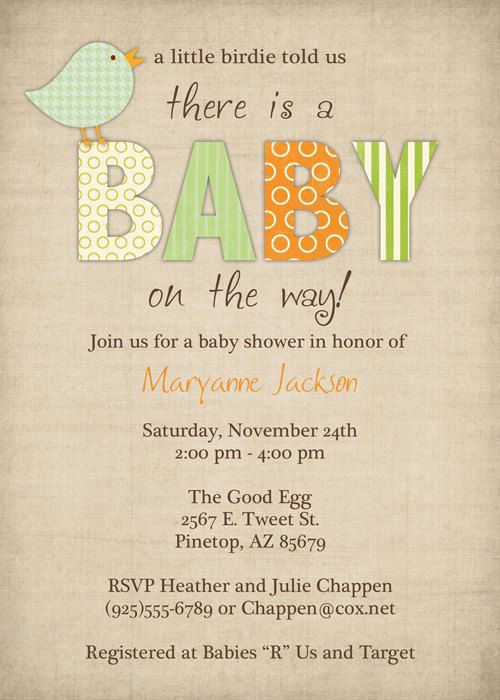 a little birdie told us
there is a
BABY
on the way!
Join us for a baby shower in honor of
Maryanne Jackson
Saturday, November 24th
2:00 pm - 4:00 pm
The Good Egg
2567 E. Tweet St.
Pinetop, AZ 85679
RSVP Heather and Julie Chappen
(925)555-6789 or Chappen@cox.net
Registered at Babies “R” Us and Target